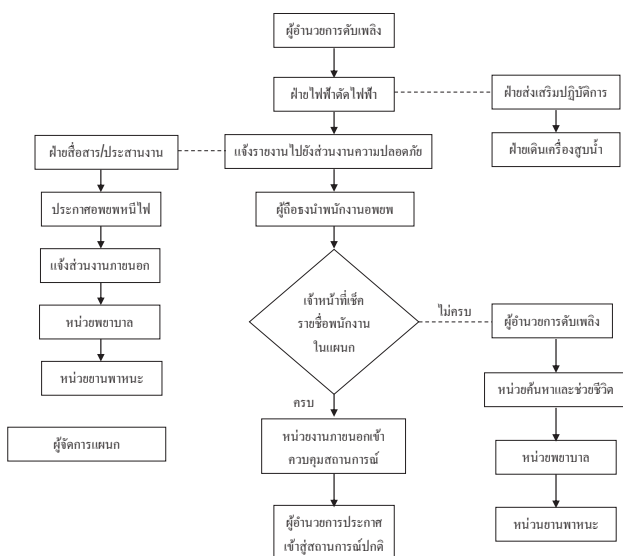 ผู้อำนวยการดับเพลิง
ฝ่ายไฟฟ้าตัดไฟฟ้า
ฝ่ายส่งเสริมปฏิบัติการ
ฝ่ายสื่อสาร/ประสานงาน
แจ้งรายงานไปยังส่วนงานความปลอดภัย
ฝ่ายเดินเครื่องสูบน้ำ
ประกาศอพยพหนีไฟ
ผู้ถือธงนำพนักงานอพยพ
แจ้งส่วนงานภายนอก
หน่วยพยาบาล
หน่วยยานพาหนะ
ผู้จัดการแผนก
เจ้าหน้าที่เช็ค
รายชื่อพนักงาน
ในแผนก
ไม่ครบ
ผู้อำนวยการดับเพลิง
หน่วยค้นหาและช่วยชีวิต
หน่วยพยาบาล
หน่วนยานพาหนะ
ครบ
หน่วยงานภายนอกเข้า
ควบคุมสถานการณ์
ผู้อำนวยการประกาศ
เข้าสู่สถานการณ์ปกติ